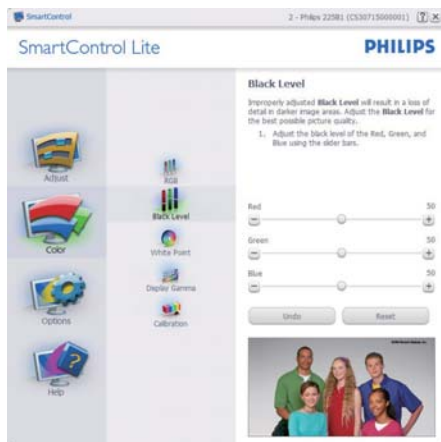 SmartControl
2 - Philips 225B1 (CS30715000001)
SmartControl Lite
PHILIPS
Adjust
Color
Options
Help
RGB
Black Level
White Point
Display Gamma
Calibration
Black Level
Improperly adjusted Black Level will result in a loss of
detail in darker image areas. Adjust the Black Level for
the best possible picture quality.
1. Adjust the black level of the Red, Green, and
Blue using the slider bars.
Red 50
Green 50
Blue 50
Undo Reset